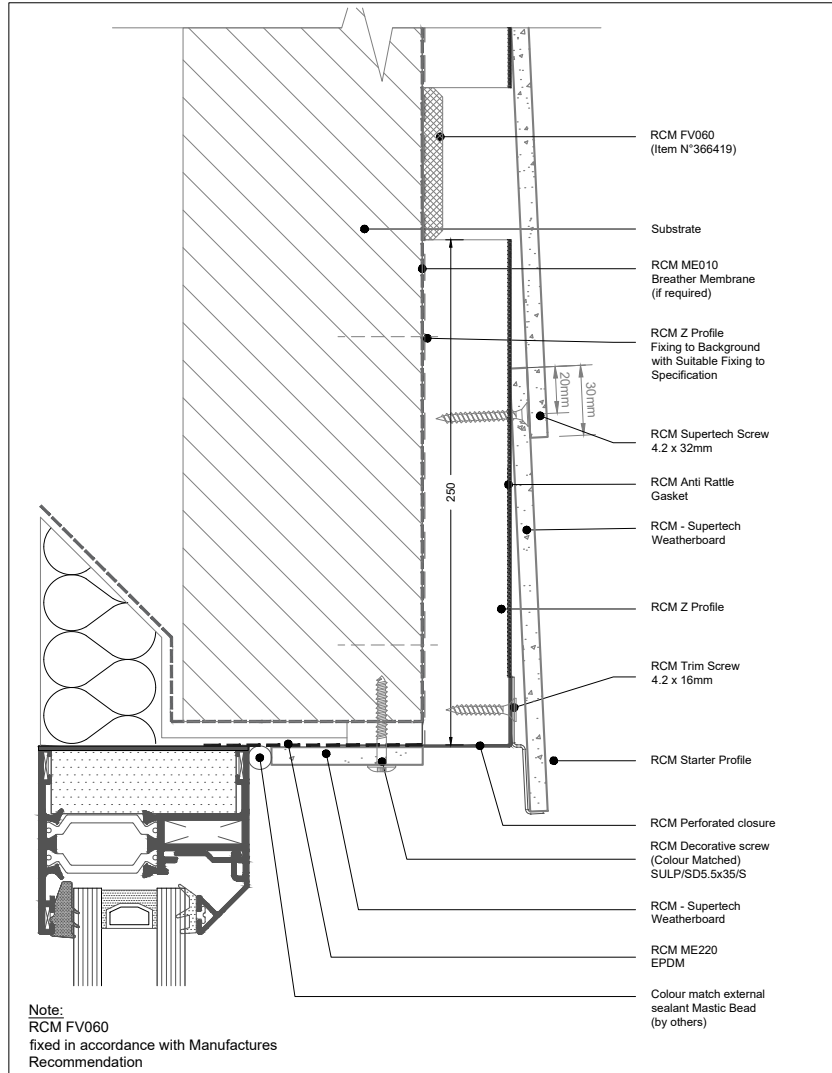 RCM FV060
(Item N°366419)
Substrate
RCM ME010
Breather Membrane
(if required)
RCM Z Profile
Fixing to Background
with Suitable Fixing to
Specification
20mm
30mm
RCM Supertech Screw
4.2 x 32mm
250
RCM Anti Rattle
Gasket
RCM - Supertech
Weatherboard
RCM Z Profile
RCM Trim Screw
4.2 x 16mm
RCM Starter Profile
RCM Perforated closure
RCM Decorative screw
(Colour Matched)
SULP/SD5.5x35/S
RCM - Supertech
Weatherboard
RCM ME220
EPDM
Colour match external
sealant Mastic Bead
(by others)
Note:
RCM FV060
fixed in accordance with Manufactures
Recommendation